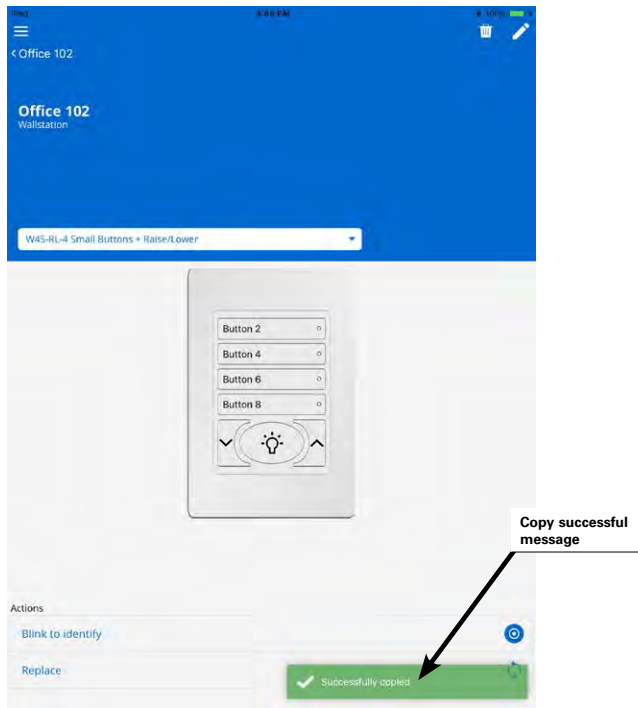 iPad
< Office 102
Office 102
Wallstation
W4S-RL-4 Small Buttons + Raise/Lower
Button 2
Button 4
Button 6
Button 8
Copy successful
message
Actions
Blink to identify
Replace
Successfully copied